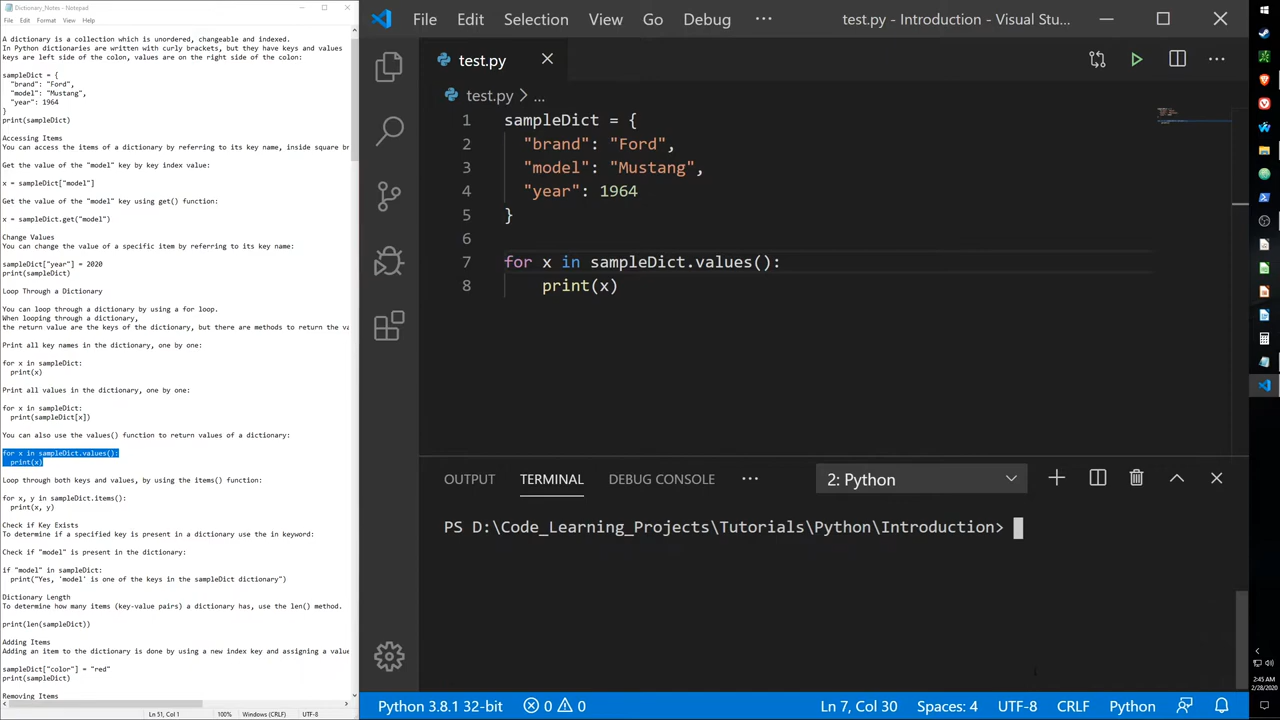 Dictionary_Notes - Notepad
File Edit Format View Help
A dictionary is a collection which is unordered, changeable and indexed.
In Python dictionaries are written with curly brackets, but they have keys and values
keys are left side of the colon, values are on the right side of the colon:
sampleDict = {
"brand": "Ford",
"model": "Mustang",
"year": 1964
}
print(sampleDict)
Accessing Items
You can access the items of a dictionary by referring to its key name, inside square br
Get the value of the "model" key by key index value:
x = sampleDict["model"]
Get the value of the "model" key using get() function:
x = sampleDict.get("model")
Change Values
You can change the value of a specific item by referring to its key name:
sampleDict["year"] = 2020
print(sampleDict)
Loop Through a Dictionary
You can loop through a dictionary by using a for loop.
When looping through a dictionary,
the return value are the keys of the dictionary, but there are methods to return the va
Print all key names in the dictionary, one by one:
for x in sampleDict:
print(x)
Print all values in the dictionary, one by one:
for x in sampleDict:
print(sampleDict[x])
You can also use the values() function to return values of a dictionary:
for x in sampleDict.values():
print(x)
Loop through both keys and values, by using the items() function:
for x, y in sampleDict.items():
print(x, y)
Check if Key Exists
To determine if a specified key is present in a dictionary use the in keyword:
Check if "model" is present in the dictionary:
if "model" in sampleDict:
print("Yes, 'model' is one of the keys in the sampleDict dictionary")
Dictionary Length
To determine how many items (key-value pairs) a dictionary has, use the len() method.
print(len(sampleDict))
Adding Items
Adding an item to the dictionary is done by using a new index key and assigning a value
sampleDict["color"] = "red"
print(sampleDict)
Removing Items
Ln 51, Col 1 100% Windows (CRLF) UTF-8
File Edit Selection View Go Debug ... test.py - Introduction - Visual Stu...
test.py
test.py > ...
1 sampleDict = {
2 "brand": "Ford",
3 "model": "Mustang",
4 "year": 1964
5 }
6
7 for x in sampleDict.values():
8 print(x)
OUTPUT TERMINAL DEBUG CONSOLE ... 2: Python
PS D:\Code_Learning_Projects\Tutorials\Python\Introduction>
Python 3.8.1 32-bit 0 0 Ln 7, Col 30 Spaces: 4 UTF-8 CRLF Python
2:45 AM
2/28/2020